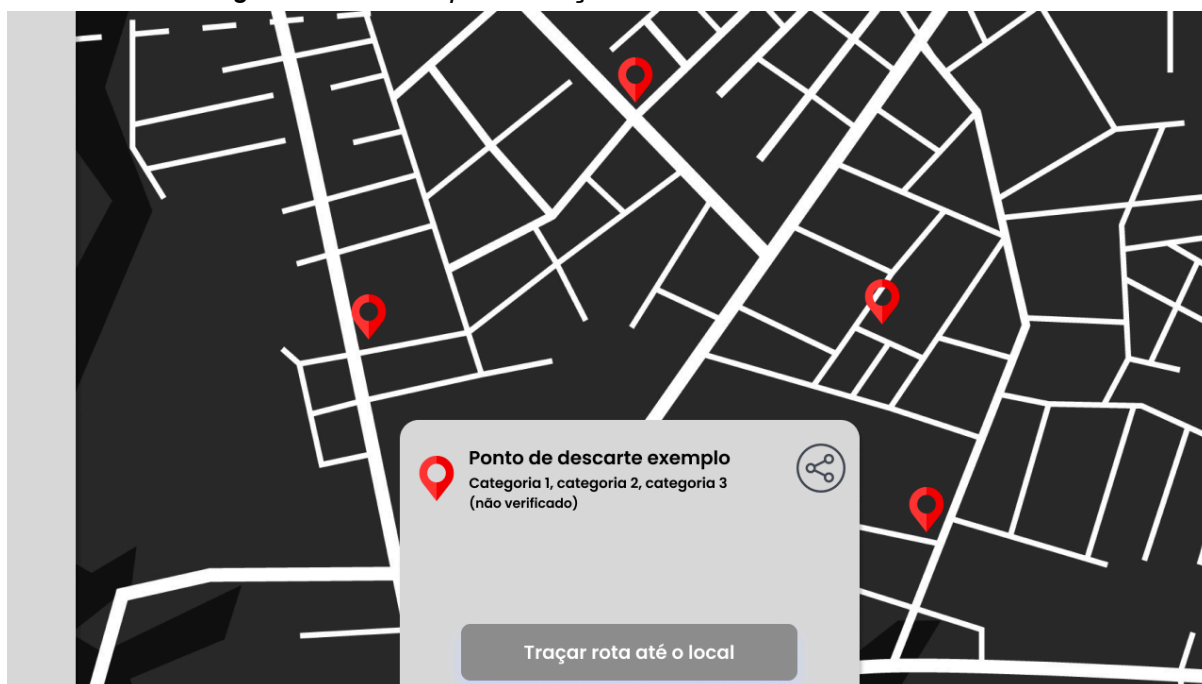 Ponto de descarte exemplo
Categoria 1, categoria 2, categoria 3
(não verificado)
Traçar rota até o local